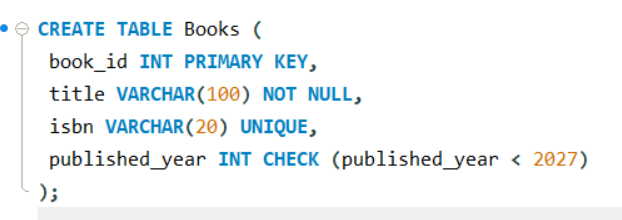 CREATE TABLE Books (
book_id INT PRIMARY KEY,
title VARCHAR(100) NOT NULL,
isbn VARCHAR(20) UNIQUE,
published_year INT CHECK (published_year < 2027)
);